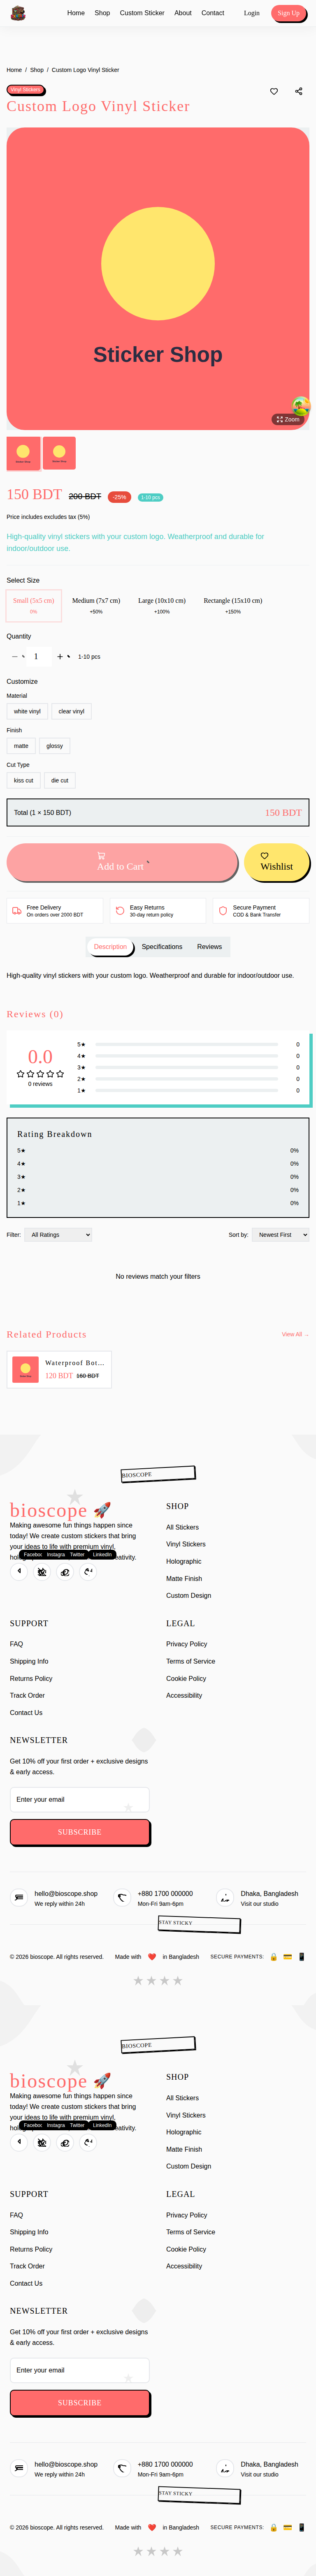 Home Shop Custom Sticker About Contact Login Sign Up
Home / Shop / Custom Logo Vinyl Sticker
Vinyl Stickers
Custom Logo Vinyl Sticker
Sticker Shop
Zoom
150 BDT 200 BDT -25% 1-10 pcs
Price includes excludes tax (5%)
High-quality vinyl stickers with your custom logo. Weatherproof and durable for
indoor/outdoor use.
Select Size
Small (5x5 cm) Medium (7x7 cm) Large (10x10 cm) Rectangle (15x10 cm)
0% +50% +100% +150%
Quantity
1 1-10 pcs
Customize
Material
white vinyl clear vinyl
Finish
matte glossy
Cut Type
kiss cut die cut
Total (1 × 150 BDT) 150 BDT
Add to Cart Wishlist
Free Delivery Easy Returns Secure Payment
On orders over 2000 BDT 30-day return policy COD & Bank Transfer
Description Specifications Reviews
High-quality vinyl stickers with your custom logo. Weatherproof and durable for indoor/outdoor use.
Reviews (0)
0.0
0 reviews
5★ 0
4★ 0
3★ 0
2★ 0
1★ 0
Rating Breakdown
5★ 0%
4★ 0%
3★ 0%
2★ 0%
1★ 0%
Filter: All Ratings Sort by: Newest First
No reviews match your filters
Related Products View All →
Waterproof Bot...
120 BDT 160 BDT
BIOSCOPE
bioscope 🚀
Making awesome fun things happen since
today! We create custom stickers that bring
your ideas to life with premium vinyl,
Facebook Instagram Twitter LinkedIn
SHOP
All Stickers
Vinyl Stickers
Holographic
Matte Finish
Custom Design
SUPPORT
FAQ
Shipping Info
Returns Policy
Track Order
Contact Us
LEGAL
Privacy Policy
Terms of Service
Cookie Policy
Accessibility
NEWSLETTER
Get 10% off your first order + exclusive designs
& early access.
Enter your email
SUBSCRIBE
hello@bioscope.shop +880 1700 000000 Dhaka, Bangladesh
We reply within 24h Mon-Fri 9am-6pm Visit our studio
STAY STICKY
© 2026 bioscope. All rights reserved. Made with ❤️ in Bangladesh SECURE PAYMENTS: 🔒 💳 📱
★ ★ ★ ★
BIOSCOPE
bioscope 🚀
Making awesome fun things happen since
today! We create custom stickers that bring
your ideas to life with premium vinyl,
Facebook Instagram Twitter LinkedIn
SHOP
All Stickers
Vinyl Stickers
Holographic
Matte Finish
Custom Design
SUPPORT
FAQ
Shipping Info
Returns Policy
Track Order
Contact Us
LEGAL
Privacy Policy
Terms of Service
Cookie Policy
Accessibility
NEWSLETTER
Get 10% off your first order + exclusive designs
& early access.
Enter your email
SUBSCRIBE
hello@bioscope.shop +880 1700 000000 Dhaka, Bangladesh
We reply within 24h Mon-Fri 9am-6pm Visit our studio
STAY STICKY
© 2026 bioscope. All rights reserved. Made with ❤️ in Bangladesh SECURE PAYMENTS: 🔒 💳 📱
★ ★ ★ ★